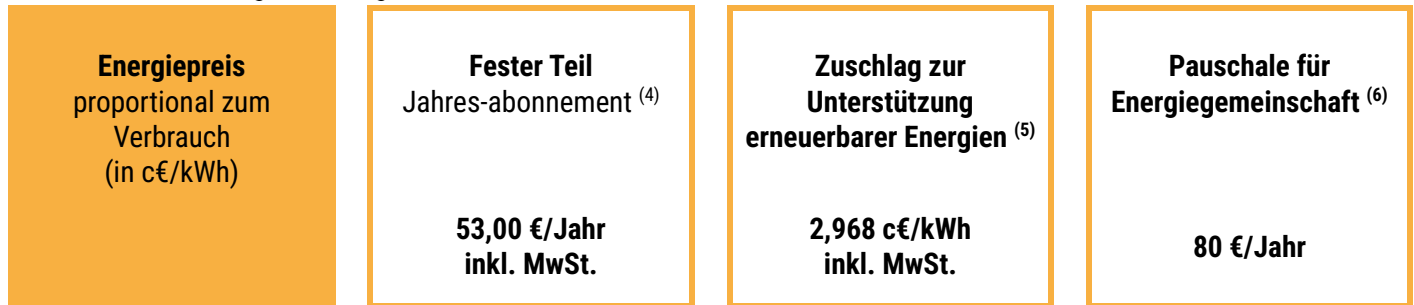 Energiepreis
proportional zum
Verbrauch
(in c€/kWh)
Fester Teil
Jahres-abonnement (4)
53,00 €/Jahr
inkl. MwSt.
Zuschlag zur
Unterstützung
erneuerbarer Energien (5)
2,968 c€/kWh
inkl. MwSt.
Pauschale für
Energiegemeinschaft (6)
80 €/Jahr